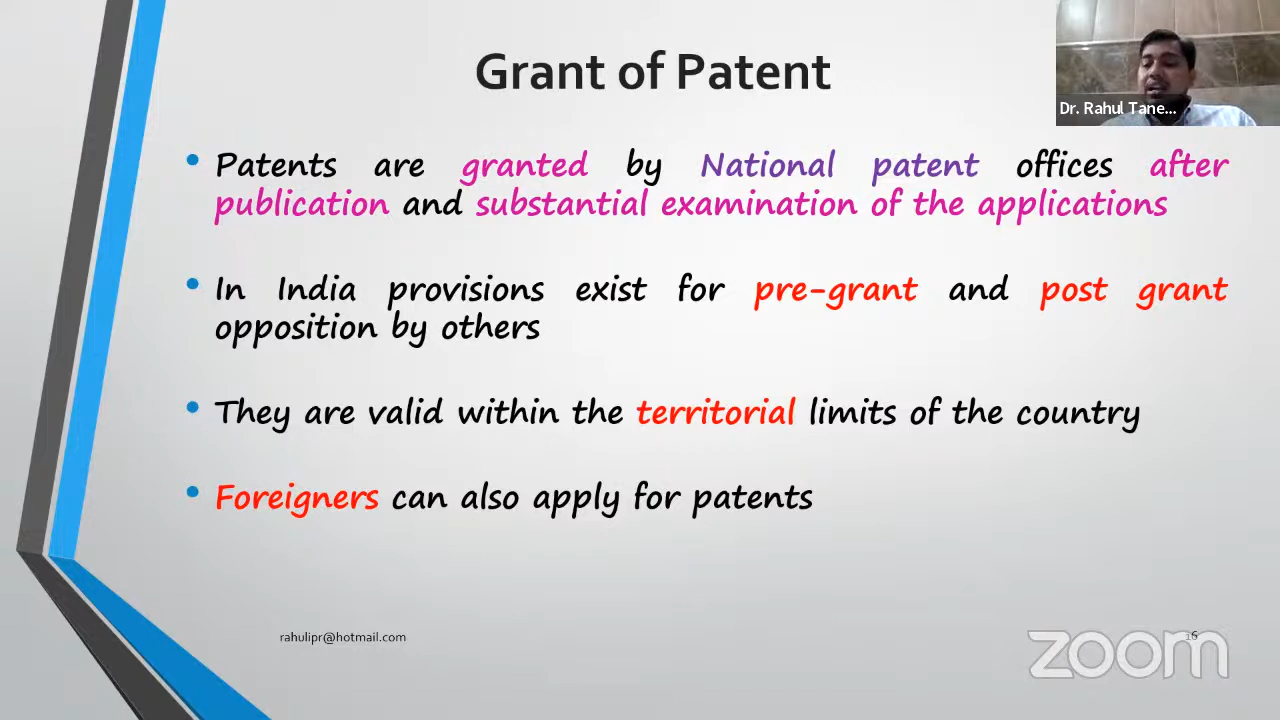 Grant of Patent
Dr. Rahul Tane...
• Patents are granted by National patent offices after
publication and substantial examination of the applications
• In India provisions exist for pre-grant and post grant
opposition by others
• They are valid within the territorial limits of the country
• Foreigners can also apply for patents
rahulipr@hotmail.com
16
zoom